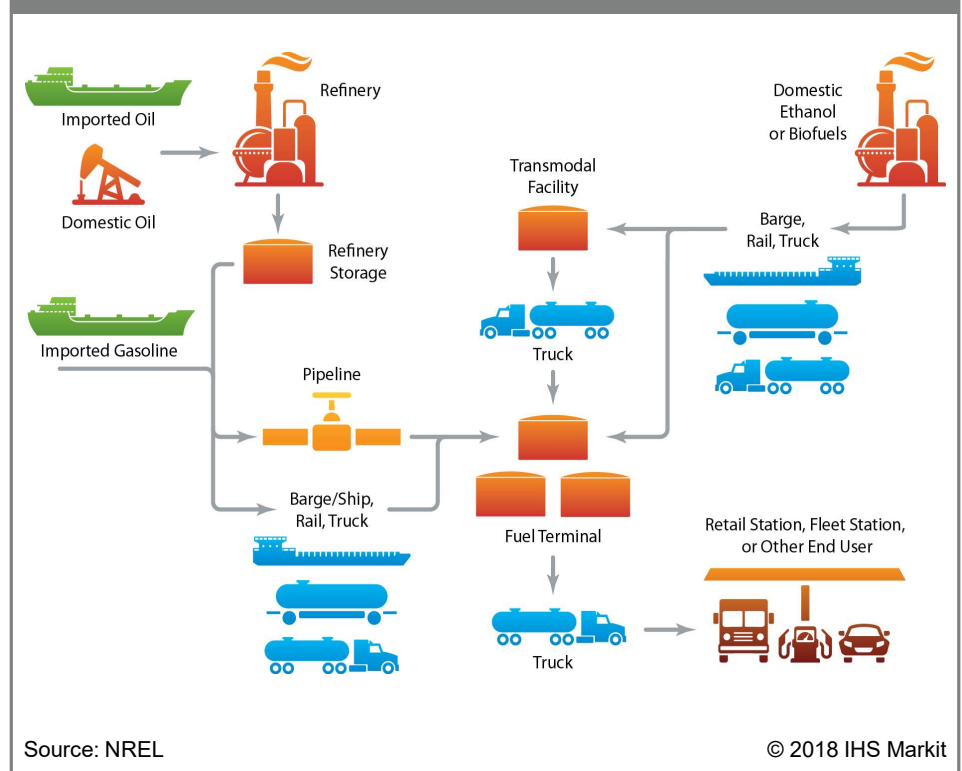 Imported Oil
Domestic Oil
Refinery
Refinery
Storage
Imported Gasoline
Pipeline
Barge/Ship,
Rail, Truck
Transmodal
Facility
Truck
Fuel Terminal
Truck
Domestic
Ethanol
or Biofuels
Barge,
Rail, Truck
Retail Station, Fleet Station,
or Other End User
Source: NREL
© 2018 IHS Markit